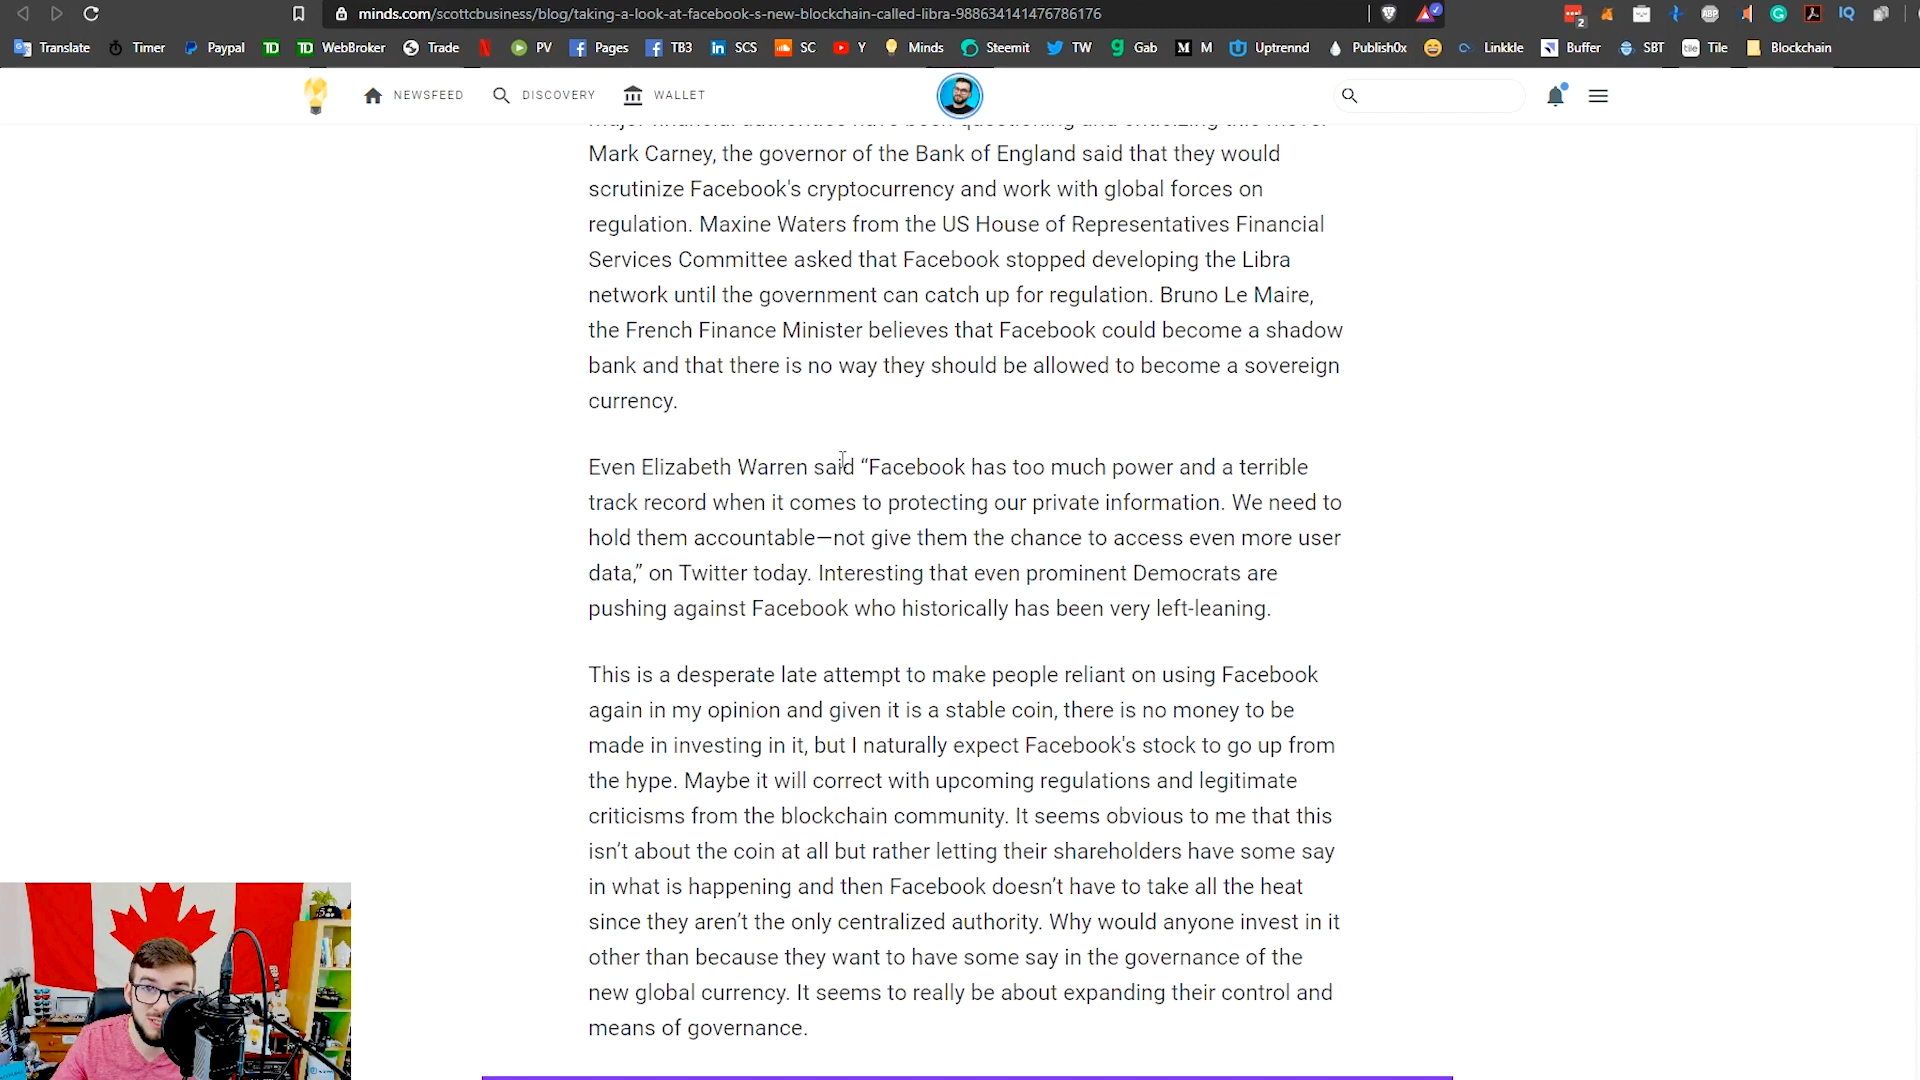 minds.com/scottcbusiness/blog/taking-a-look-at-facebook-s-new-blockchain-called-libra-988634141476786176
2
ABP
IQ
Translate Timer Paypal TD TD WebBroker Trade PV Pages TB3 SCS SC Y Minds Steemit TW Gab M Uptrennd Publish0x Linkkle Buffer SBT tile Tile Blockchain
NEWSFEED DISCOVERY WALLET
major financial authorities have been questioning and criticizing this move.
Mark Carney, the governor of the Bank of England said that they would
scrutinize Facebook's cryptocurrency and work with global forces on
regulation. Maxine Waters from the US House of Representatives Financial
Services Committee asked that Facebook stopped developing the Libra
network until the government can catch up for regulation. Bruno Le Maire,
the French Finance Minister believes that Facebook could become a shadow
bank and that there is no way they should be allowed to become a sovereign
currency.
Even Elizabeth Warren said “Facebook has too much power and a terrible
track record when it comes to protecting our private information. We need to
hold them accountable—not give them the chance to access even more user
data,” on Twitter today. Interesting that even prominent Democrats are
pushing against Facebook who historically has been very left-leaning.
This is a desperate late attempt to make people reliant on using Facebook
again in my opinion and given it is a stable coin, there is no money to be
made in investing in it, but I naturally expect Facebook's stock to go up from
the hype. Maybe it will correct with upcoming regulations and legitimate
criticisms from the blockchain community. It seems obvious to me that this
isn’t about the coin at all but rather letting their shareholders have some say
in what is happening and then Facebook doesn’t have to take all the heat
since they aren’t the only centralized authority. Why would anyone invest in it
other than because they want to have some say in the governance of the
new global currency. It seems to really be about expanding their control and
means of governance.